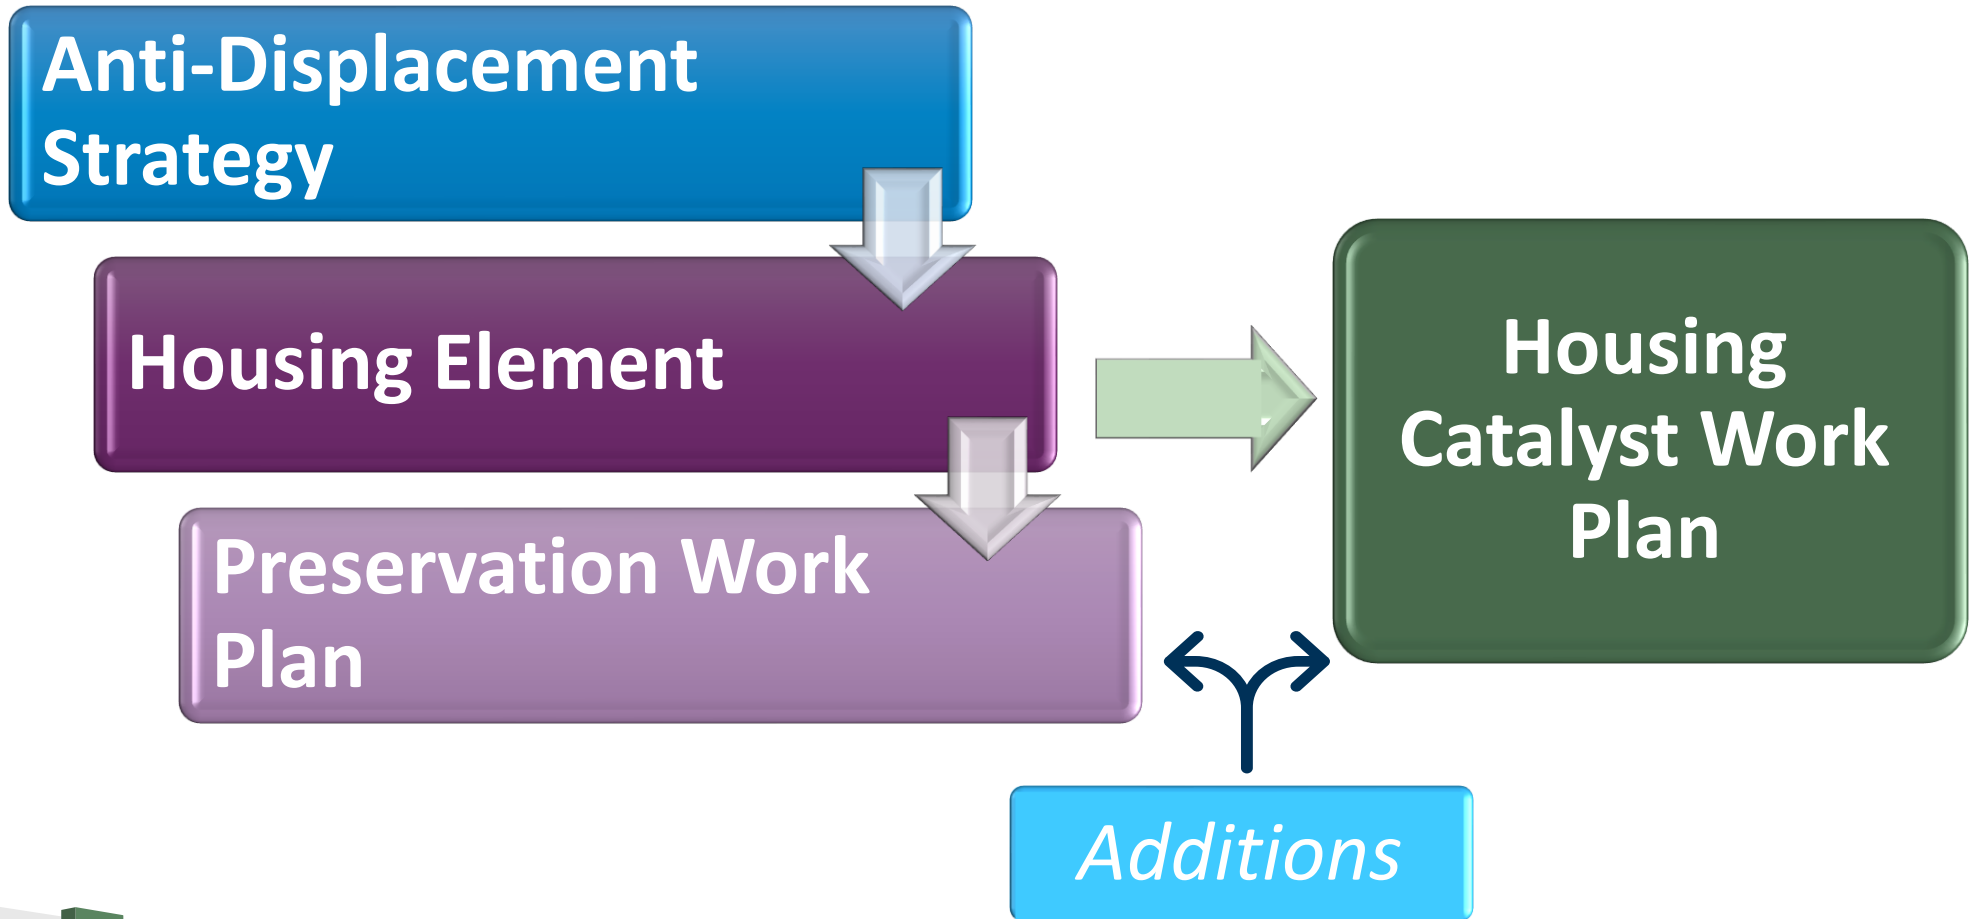 Anti-Displacement
Strategy
Housing Element
Preservation Work
Plan
Housing
Catalyst Work
Plan
Additions